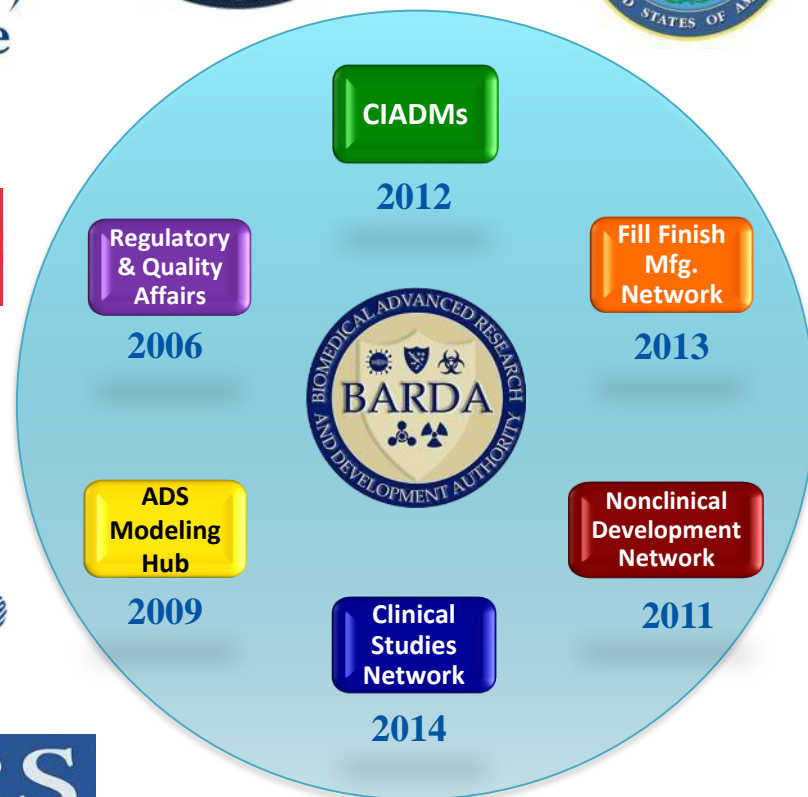 e
STATES OF AM
CIADMs
2012
Regulatory
& Quality
Affairs
2006
Fill Finish
Mfg.
Network
2013
BIOMEDICAL ADVANCED RESEARCH
BARDA
AND DEVELOPMENT AUTHORITY
ADS
Modeling
Hub
2009
Nonclinical
Development
Network
2011
Clinical
Studies
Network
2014
S